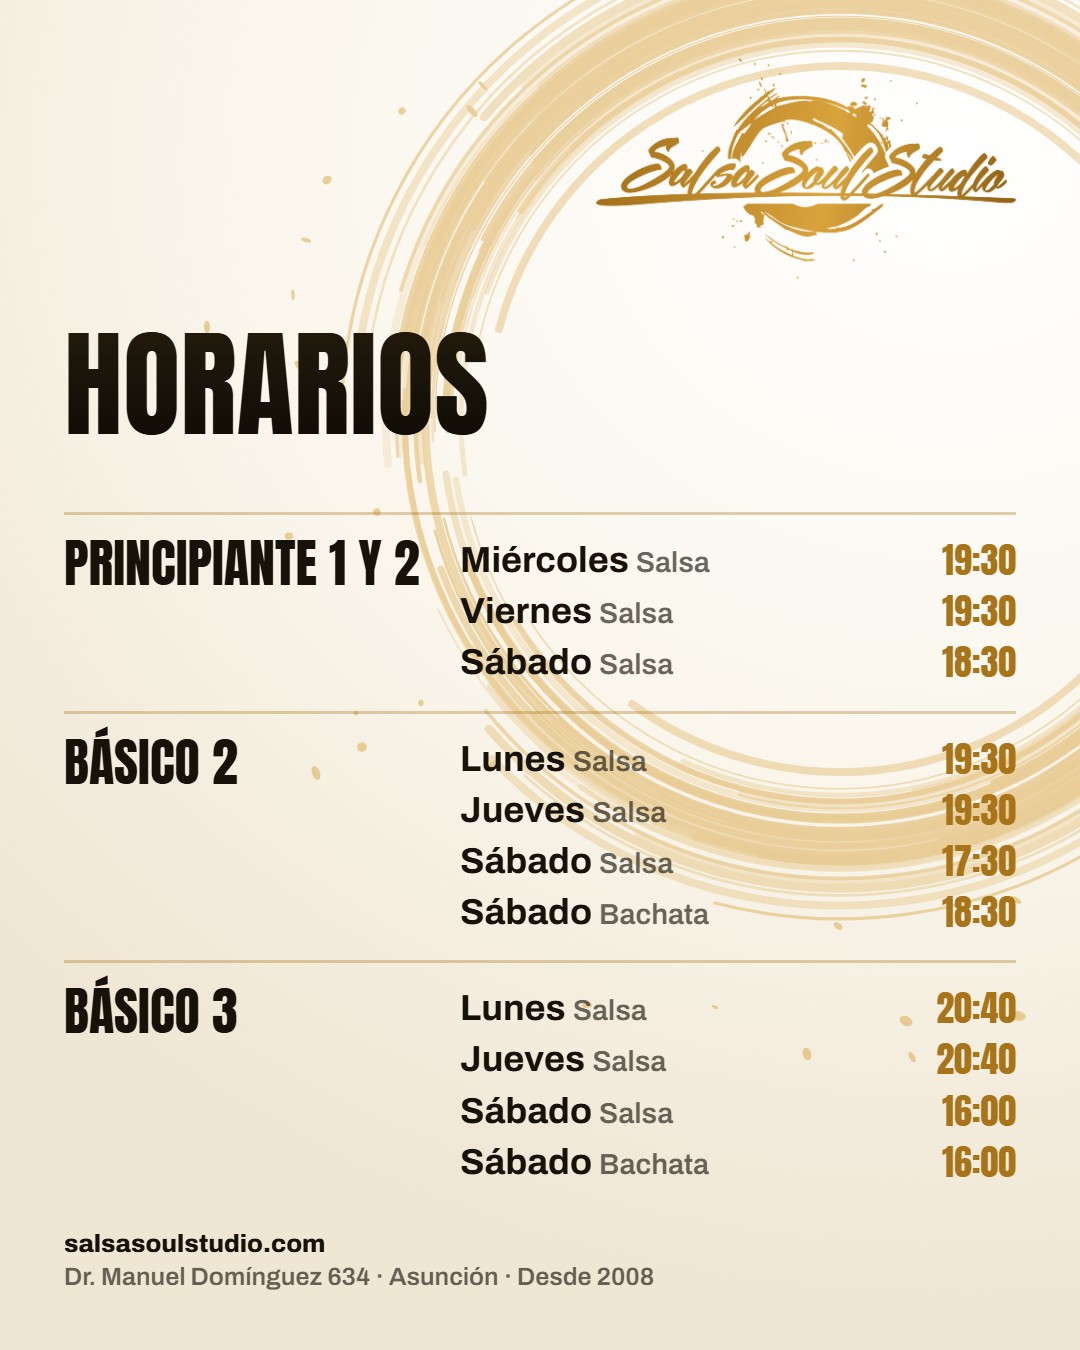 Salsa Soul Studio
HORARIOS
PRINCIPIANTE 1 Y 2
Miércoles Salsa 19:30
Viernes Salsa 19:30
Sábado Salsa 18:30
BÁSICO 2
Lunes Salsa 19:30
Jueves Salsa 19:30
Sábado Salsa 17:30
Sábado Bachata 18:30
BÁSICO 3
Lunes Salsa 20:40
Jueves Salsa 20:40
Sábado Salsa 16:00
Sábado Bachata 16:00
salsasoulstudio.com
Dr. Manuel Domínguez 634 · Asunción · Desde 2008